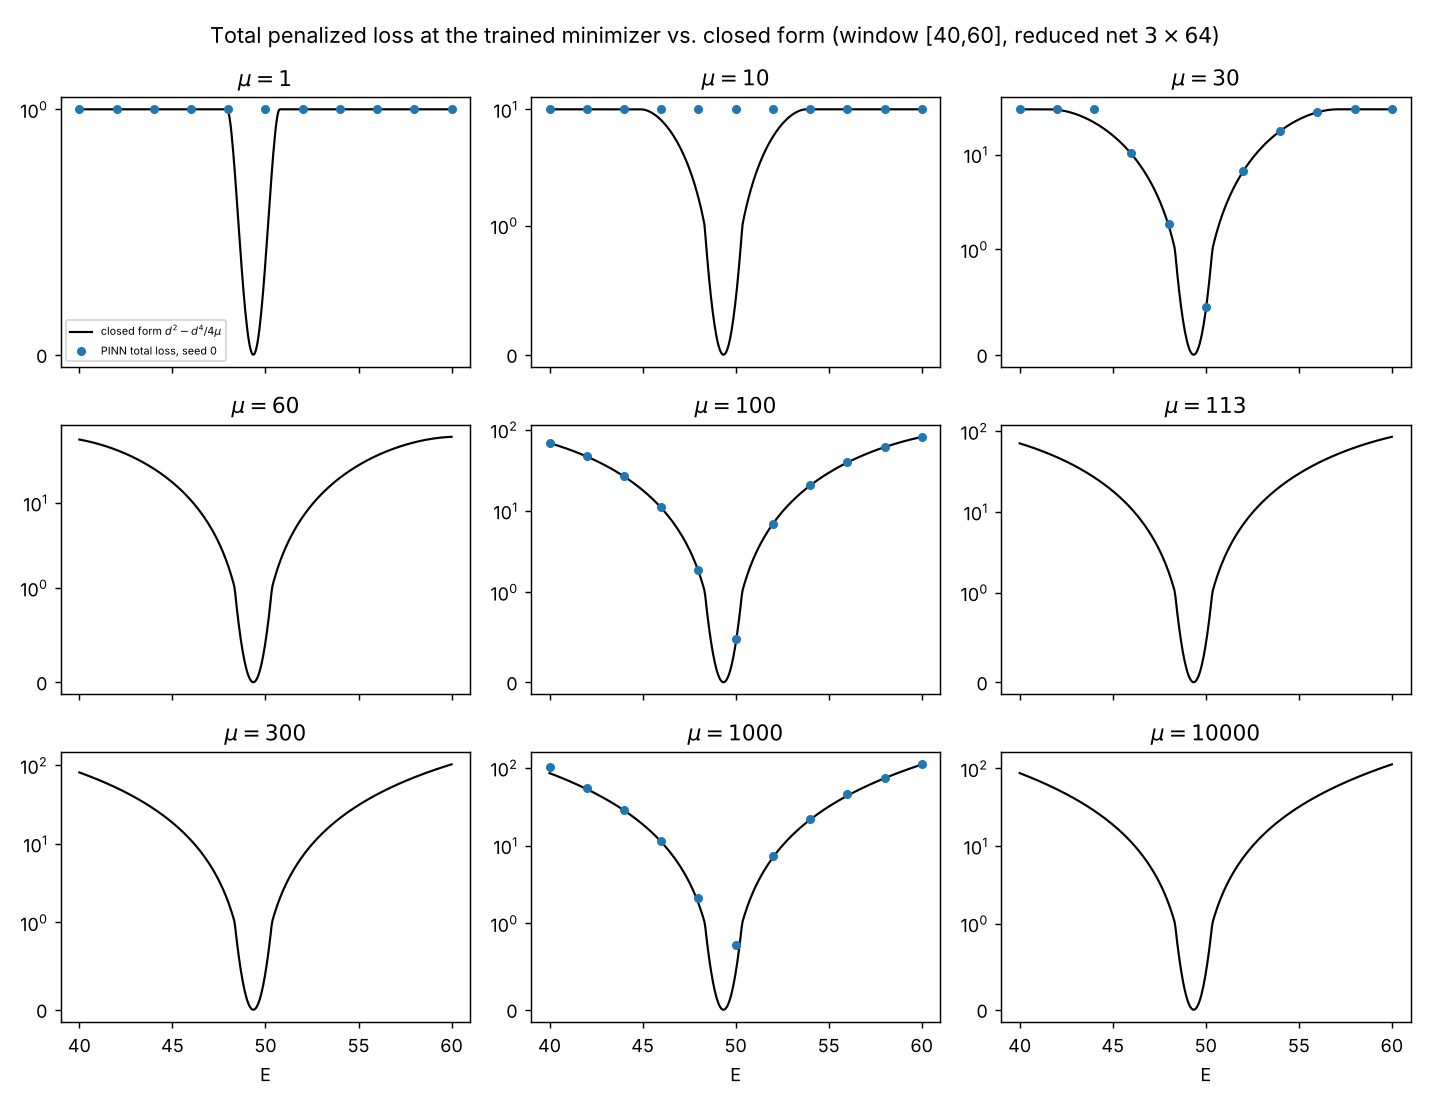 Total penalized loss at the trained minimizer vs. closed form (window [40,60], reduced net 3 × 64)
μ = 1
μ = 10
μ = 30
10⁰
0
closed form d² − d⁴/4μ
PINN total loss, seed 0
10¹
10⁰
0
10¹
10⁰
0
μ = 60
μ = 100
μ = 113
10¹
10⁰
0
10²
10¹
10⁰
0
10²
10¹
10⁰
0
μ = 300
μ = 1000
μ = 10000
10²
10¹
10⁰
0
10²
10¹
10⁰
0
10²
10¹
10⁰
0
40 45 50 55 60
40 45 50 55 60
40 45 50 55 60
E
E
E